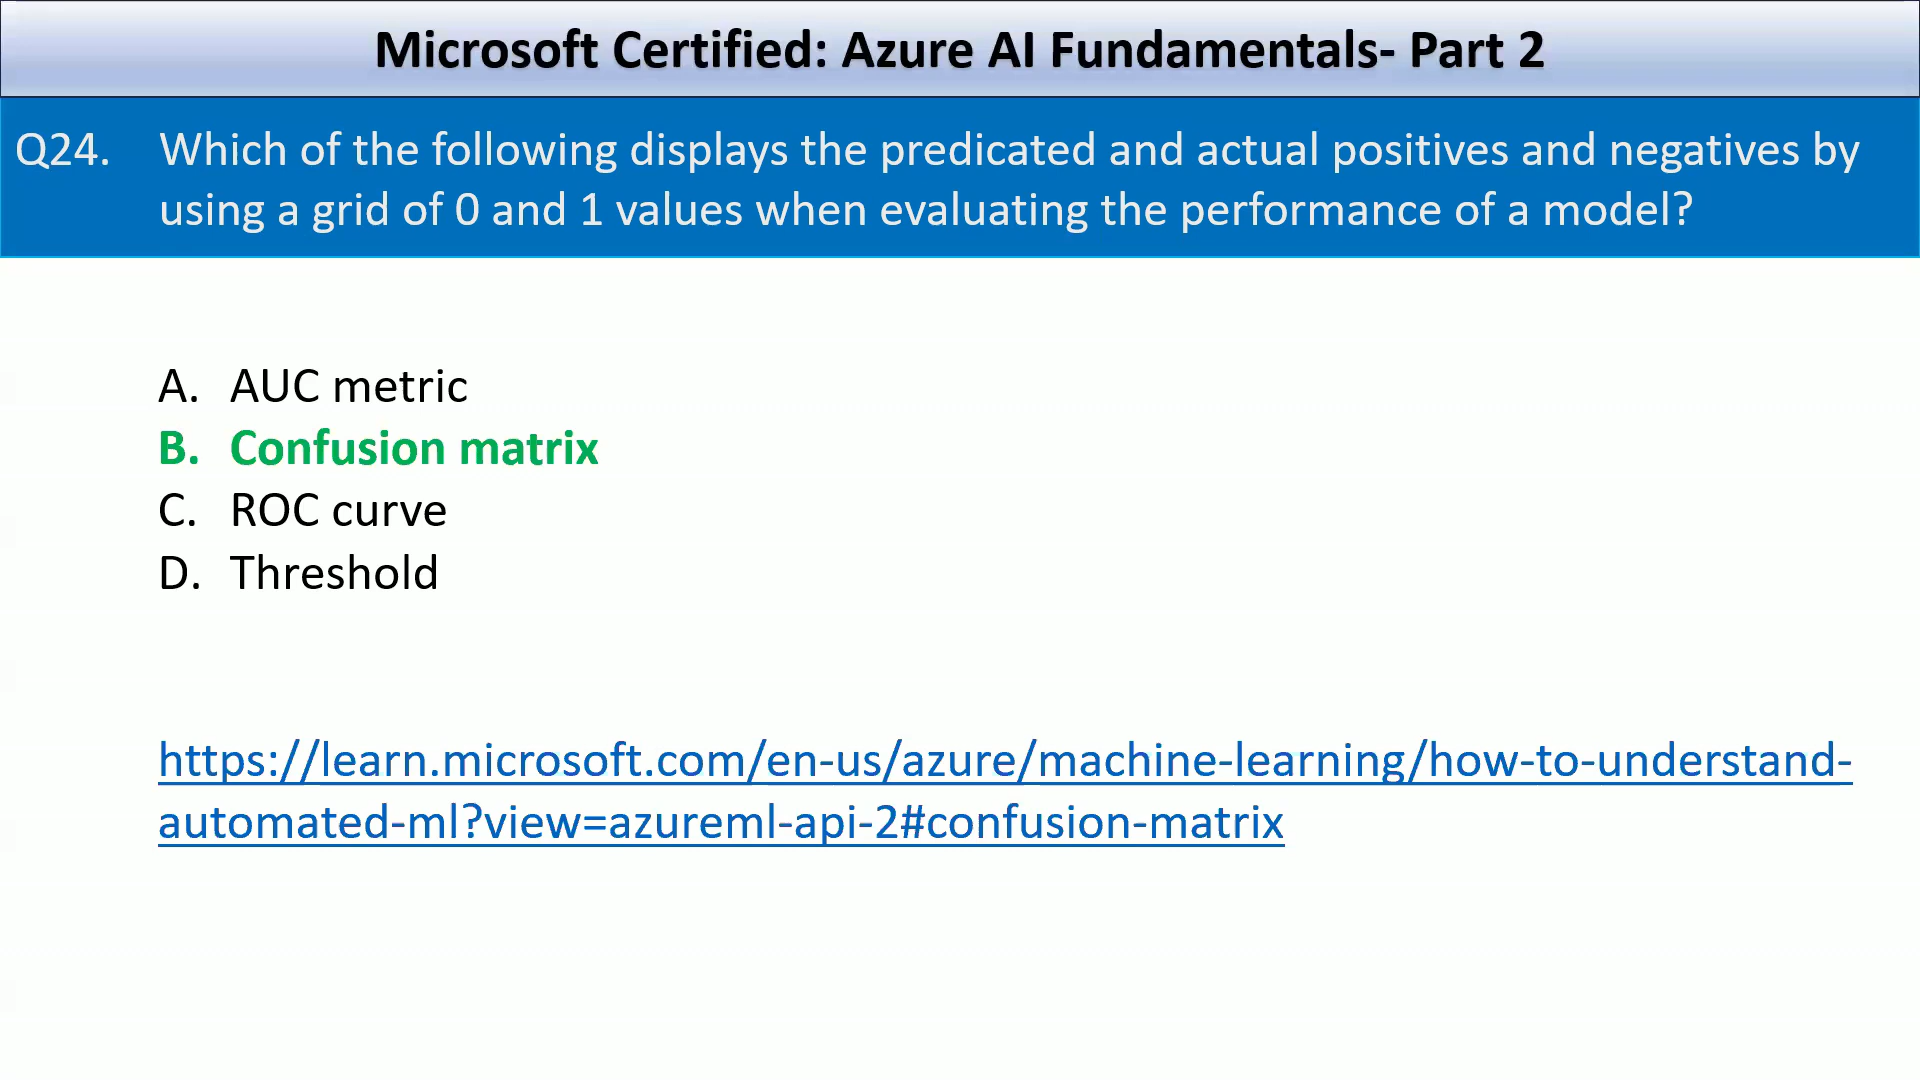 Microsoft Certified: Azure AI Fundamentals- Part 2
Q24. Which of the following displays the predicated and actual positives and negatives by
using a grid of 0 and 1 values when evaluating the performance of a model?
A. AUC metric
B. Confusion matrix
C. ROC curve
D. Threshold
https://learn.microsoft.com/en-us/azure/machine-learning/how-to-understand-
automated-ml?view=azureml-api-2#confusion-matrix